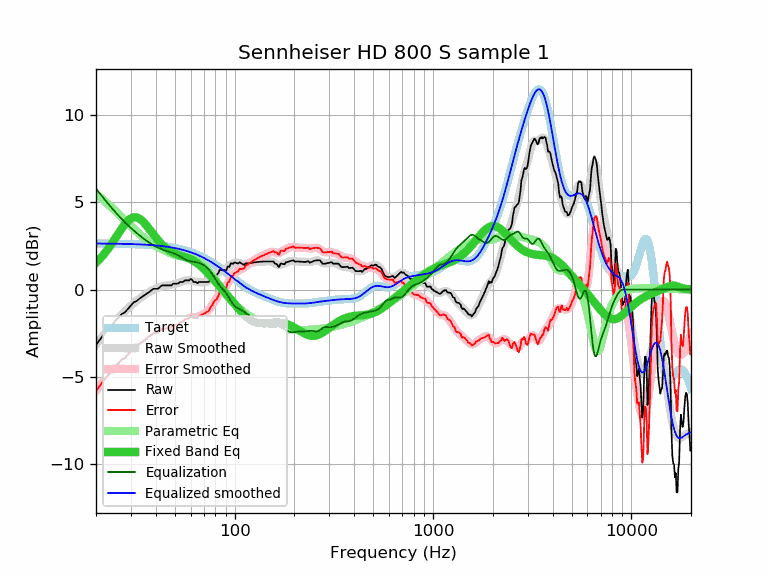 Sennheiser HD 800 S sample 1
10
5
0
−5
−10
Amplitude (dBr)
Target
Raw Smoothed
Error Smoothed
Raw
Error
Parametric Eq
Fixed Band Eq
Equalization
Equalized smoothed
100 1000 10000
Frequency (Hz)